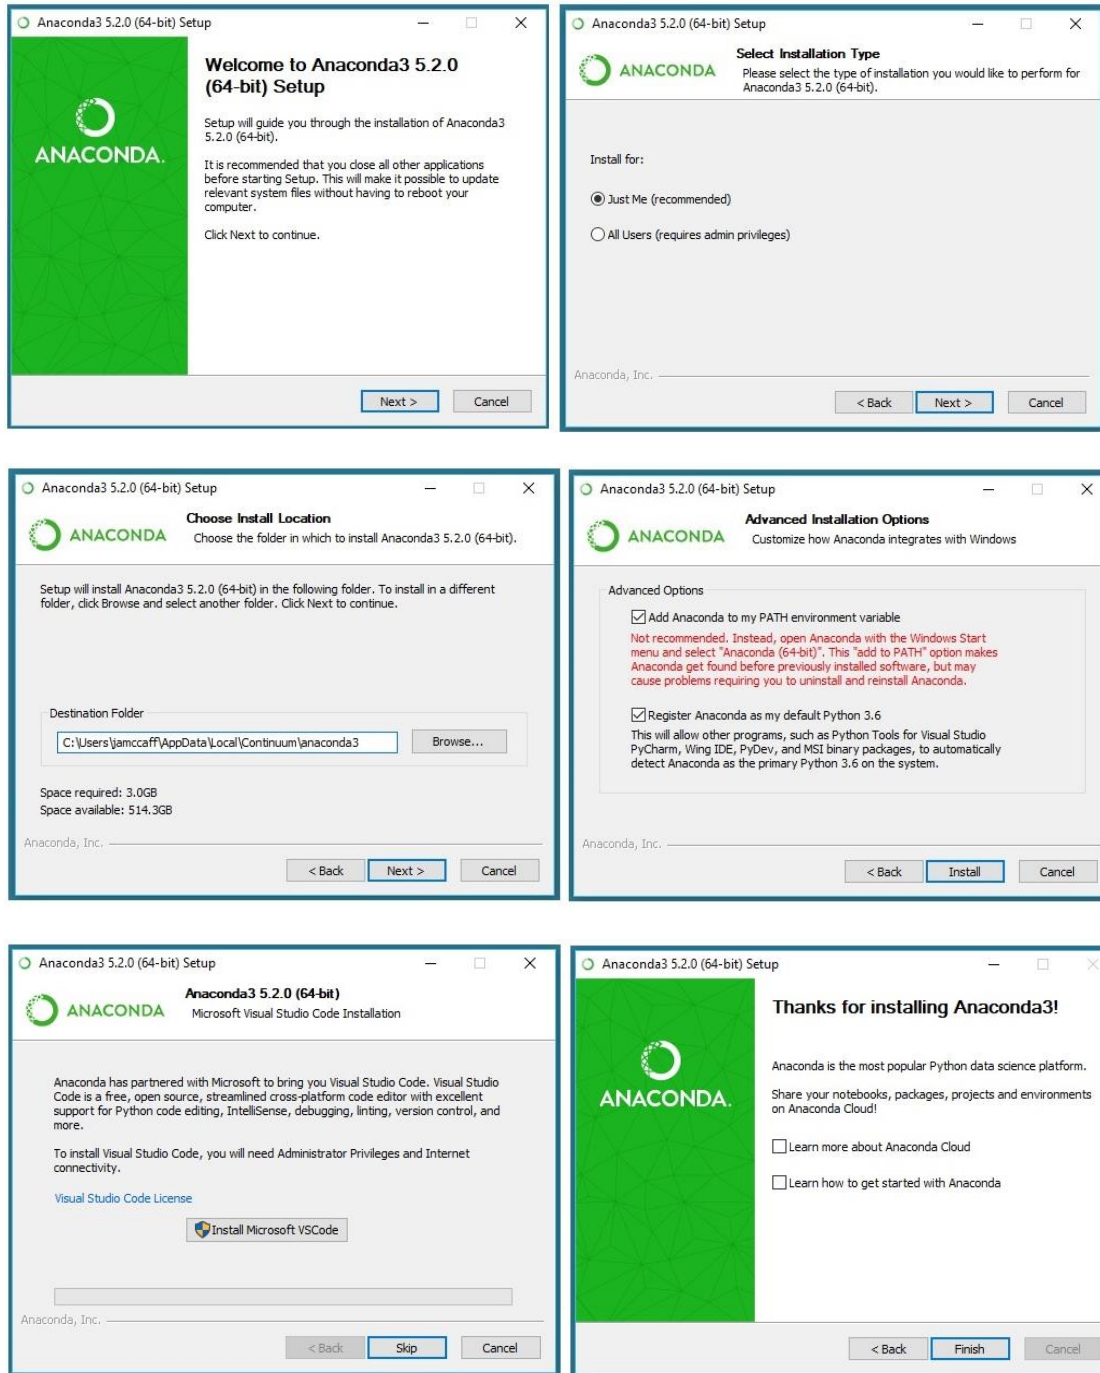 Anaconda3 5.2.0 (64-bit) Setup
ANACONDA.
Welcome to Anaconda3 5.2.0
(64-bit) Setup
Setup will guide you through the installation of Anaconda3
5.2.0 (64-bit).
It is recommended that you close all other applications
before starting Setup. This will make it possible to update
relevant system files without having to reboot your
computer.
Click Next to continue.
Next >
Cancel
Anaconda3 5.2.0 (64-bit) Setup
ANACONDA
Select Installation Type
Please select the type of installation you would like to perform for
Anaconda3 5.2.0 (64-bit).
Install for:
Just Me (recommended)
All Users (requires admin privileges)
Anaconda, Inc.
< Back
Next >
Cancel
Anaconda3 5.2.0 (64-bit) Setup
ANACONDA
Choose Install Location
Choose the folder in which to install Anaconda3 5.2.0 (64-bit).
Setup will install Anaconda3 5.2.0 (64-bit) in the following folder. To install in a different
folder, click Browse and select another folder. Click Next to continue.
Destination Folder
C:\Users\jamccaff\AppData\Local\Continuum\anaconda3
Browse...
Space required: 3.0GB
Space available: 514.3GB
Anaconda, Inc.
< Back
Next >
Cancel
Anaconda3 5.2.0 (64-bit) Setup
ANACONDA
Advanced Installation Options
Customize how Anaconda integrates with Windows
Advanced Options
Add Anaconda to my PATH environment variable
Not recommended. Instead, open Anaconda with the Windows Start
menu and select "Anaconda (64-bit)". This "add to PATH" option makes
Anaconda get found before previously installed software, but may
cause problems requiring you to uninstall and reinstall Anaconda.
Register Anaconda as my default Python 3.6
This will allow other programs, such as Python Tools for Visual Studio
PyCharm, Wing IDE, PyDev, and MSI binary packages, to automatically
detect Anaconda as the primary Python 3.6 on the system.
Anaconda, Inc.
< Back
Install
Cancel
Anaconda3 5.2.0 (64-bit) Setup
ANACONDA
Anaconda3 5.2.0 (64-bit)
Microsoft Visual Studio Code Installation
Anaconda has partnered with Microsoft to bring you Visual Studio Code. Visual Studio
Code is a free, open source, streamlined cross-platform code editor with excellent
support for Python code editing, IntelliSense, debugging, linting, version control, and
more.
To install Visual Studio Code, you will need Administrator Privileges and Internet
connectivity.
Visual Studio Code License
Install Microsoft VSCode
Anaconda, Inc.
< Back
Skip
Cancel
Anaconda3 5.2.0 (64-bit) Setup
ANACONDA.
Thanks for installing Anaconda3!
Anaconda is the most popular Python data science platform.
Share your notebooks, packages, projects and environments
on Anaconda Cloud!
Learn more about Anaconda Cloud
Learn how to get started with Anaconda
< Back
Finish
Cancel